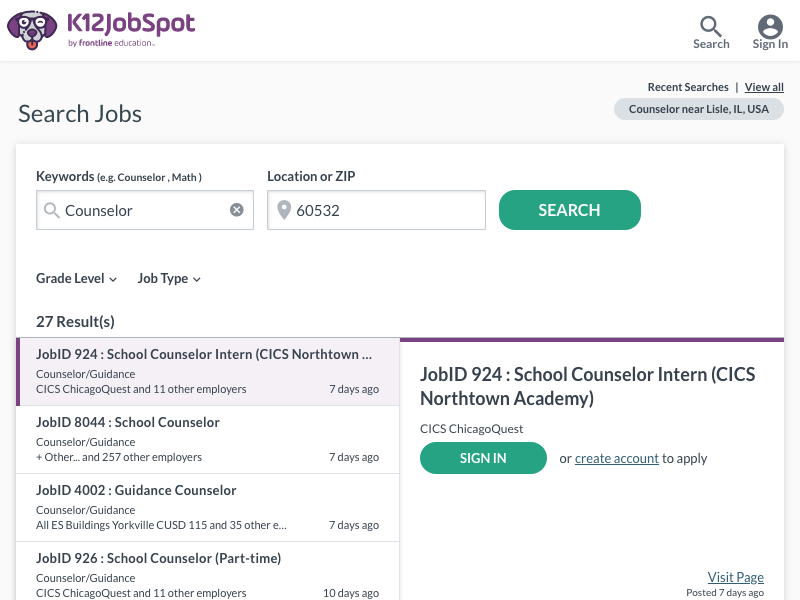 K12JobSpot
by frontline education
Search
Sign In
Recent Searches | View all
Counselor near Lisle, IL, USA
Search Jobs
Keywords (e.g. Counselor , Math )
Location or ZIP
Counselor
60532
SEARCH
Grade Level
Job Type
27 Result(s)
JobID 924 : School Counselor Intern (CICS Northtown ...
Counselor/Guidance
CICS ChicagoQuest and 11 other employers
7 days ago
JobID 8044 : School Counselor
Counselor/Guidance
+ Other... and 257 other employers
7 days ago
JobID 4002 : Guidance Counselor
Counselor/Guidance
All ES Buildings Yorkville CUSD 115 and 35 other e...
7 days ago
JobID 926 : School Counselor (Part-time)
Counselor/Guidance
CICS ChicagoQuest and 11 other employers
10 days ago
JobID 924 : School Counselor Intern (CICS
Northtown Academy)
CICS ChicagoQuest
SIGN IN
or create account to apply
Visit Page
Posted 7 days ago